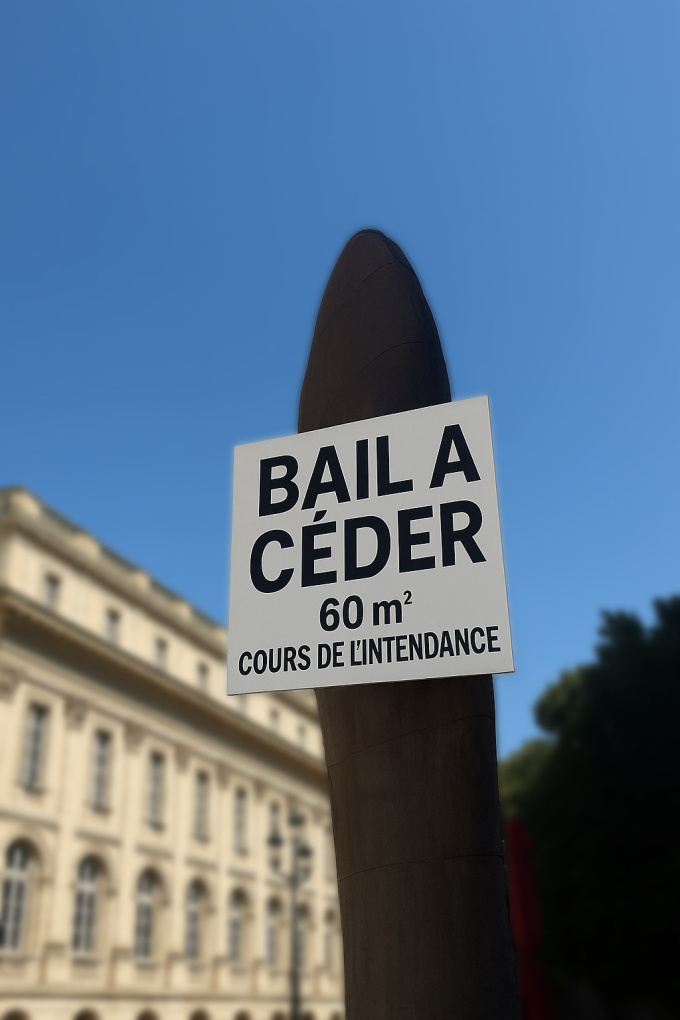 BAIL A
CÉDER
60 m²
COURS DE L'INTENDANCE